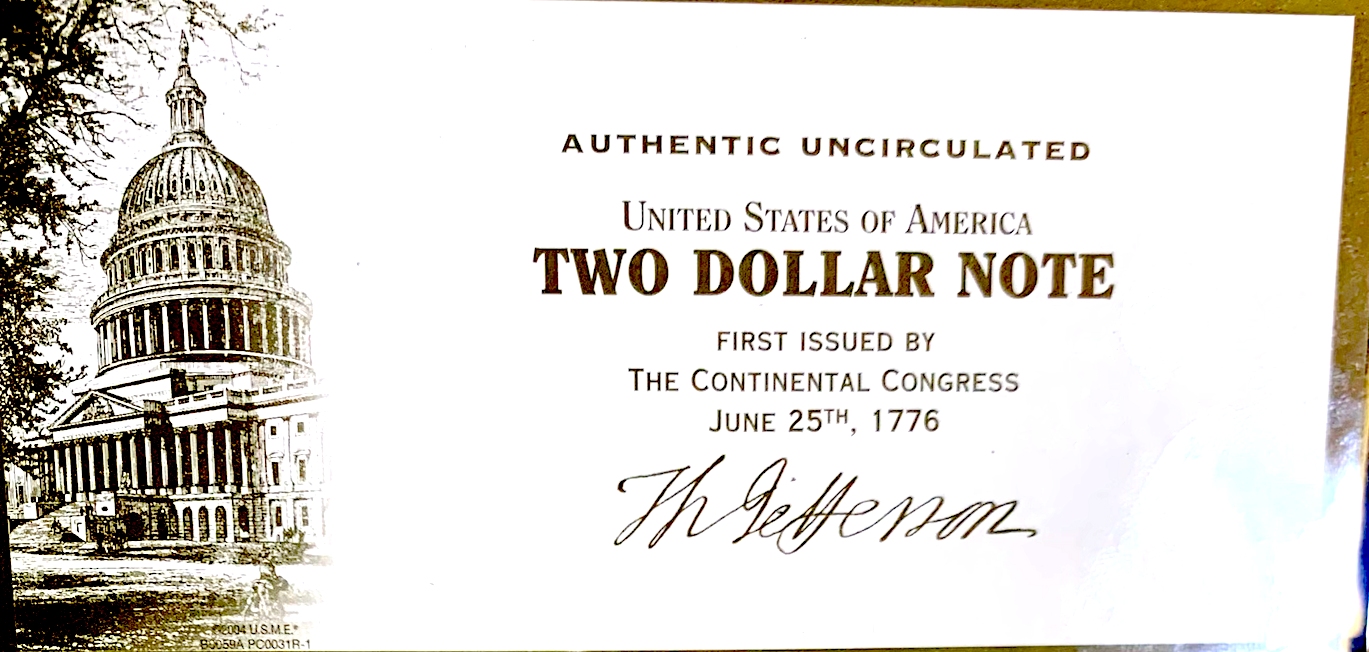 AUTHENTIC UNCIRCULATED
UNITED STATES OF AMERICA
TWO DOLLAR NOTE
FIRST ISSUED BY
THE CONTINENTAL CONGRESS
JUNE 25TH, 1776
Th Jefferson
©2004 U.S.M.E.®
B0059A PC0031R-1